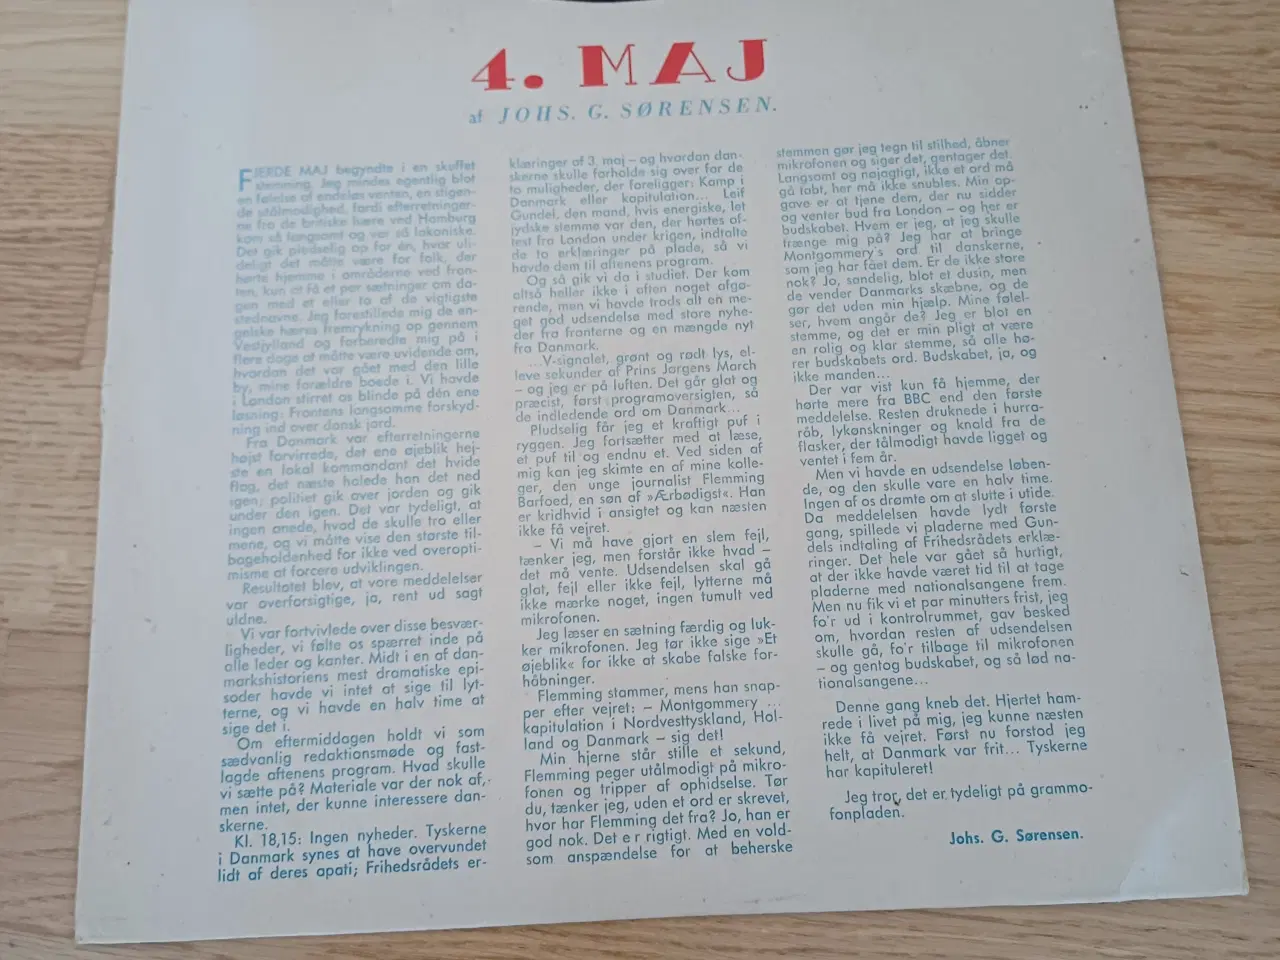 4. MAJ
af JOHS. G. SØRENSEN.
FJERDE MAJ begyndte i en skuffet
stemning. Jeg mindes egentlig blot
en følelse af endeløs venten, en stigen-
de utålmodighed, fordi efterretninger-
ne fra de britiske hære ved Hamburg
kom så langsomt og var så lakoniske.
Det gik pludselig op for én, hvor uli-
deligt det måtte være for folk, der
hørte hjemme i områderne ved fron-
ten, kun at få et par sætninger om da-
gen med et eller to af de vigtigste
stednavne. Jeg forestillede mig de en-
gelske hæres fremrykning op gennem
Vestjylland og forberedte mig på i
flere dage at måtte være uvidende om,
hvordan det var gået med den lille
by, mine forældre boede i. Vi havde
i London stirret os blinde på den ene
løsning: Frontens langsomme forskyd-
ning ind over dansk jord.
Fra Danmark var efterretningerne
højst forvirrede, det ene øjeblik hej-
ste en lokal kommandant det hvide
flag, det næste halede han det ned
igen; politiet gik over jorden og gik
under den igen. Det var tydeligt, at
ingen anede, hvad de skulle tro eller
mene, og vi måtte vise den største til-
bageholdenhed for ikke ved overopti-
misme at forcere udviklingen.
Resultatet blev, at vore meddelelser
var overforsigtige, ja, rent ud sagt
uldne.
Vi var fortvivlede over disse besvær-
ligheder, vi følte os spærret inde på
alle leder og kanter. Midt i en af dan-
markshistoriens mest dramatiske epi-
soder havde vi intet at sige til lyt-
terne, og vi havde en halv time at
sige det i.
Om eftermiddagen holdt vi som
sædvanlig redaktionsmøde og fast-
lagde aftenens program. Hvad skulle
vi sætte på? Materiale var der nok af,
men intet, der kunne interessere dan-
skerne.
Kl. 18,15: Ingen nyheder. Tyskerne
i Danmark synes at have overvundet
lidt af deres apati; Frihedsrådets er-
klæringer af 3. maj – og hvordan dan-
skerne skulle forholde sig over for de
to muligheder, der foreligger: Kamp i
Danmark eller kapitulation... Leif
Gundel, den mand, hvis energiske, let
jydske stemme var den, der hørtes of-
test fra London under krigen, indtalte
de to erklæringer på plade, så vi
havde dem til aftenens program.
Og så gik vi da i studiet. Der kom
altså heller ikke i aften noget afgø-
rende, men vi havde trods alt en me-
get god udsendelse med store nyhe-
der fra fronterne og en mængde nyt
fra Danmark.
...V-signalet, grønt og rødt lys, el-
leve sekunder af Prins Jørgens March
– og jeg er på luften. Det går glat og
præcist, først programoversigten, så
de indledende ord om Danmark...
Pludselig får jeg et kraftigt puf i
ryggen. Jeg fortsætter med at læse,
et puf til og endnu et. Ved siden af
mig kan jeg skimte en af mine kolle-
ger, den unge journalist Flemming
Barfoed, en søn af »Ærbødigst«. Han
er kridhvid i ansigtet og kan næsten
ikke få vejret.
– Vi må have gjort en slem fejl,
tænker jeg, men forstår ikke hvad –
det må vente. Udsendelsen skal gå
glat, fejl eller ikke fejl, lytterne må
ikke mærke noget, ingen tumult ved
mikrofonen.
Jeg læser en sætning færdig og luk-
ker mikrofonen. Jeg tør ikke sige »Et
øjeblik« for ikke at skabe falske for-
håbninger.
Flemming stammer, mens han snap-
per efter vejret: – Montgommery ...
kapitulation i Nordvesttyskland, Hol-
land og Danmark – sig det!
Min hjerne står stille et sekund,
Flemming peger utålmodigt på mikro-
fonen og tripper af ophidselse. Tør
du, tænker jeg, uden et ord er skrevet,
hvor har Flemming det fra? Jo, han er
god nok. Det er rigtigt. Med en vold-
som anspændelse for at beherske
stemmen gør jeg tegn til stilhed, åbner
mikrofonen og siger det, gentager det.
Langsomt og nøjagtigt, ikke et ord må
gå tabt, her må ikke snubles. Min op-
gave er at tjene dem, der nu sidder
og venter bud fra London – og her er
budskabet. Hvem er jeg, at jeg skulle
trænge mig på? Jeg har at bringe
Montgommery's ord til danskerne,
som jeg har fået dem. Er de ikke store
nok? Jo, sandelig, blot et dusin, men
de vender Danmarks skæbne, og de
gør det uden min hjælp. Mine følel-
ser, hvem angår de? Jeg er blot en
stemme, og det er min pligt at være
en rolig og klar stemme, så alle hø-
rer budskabets ord. Budskabet, ja, og
ikke manden...
Der var vist kun få hjemme, der
hørte mere fra BBC end den første
meddelelse. Resten druknede i hurra-
råb, lykønskninger og knald fra de
flasker, der tålmodigt havde ligget og
ventet i fem år.
Men vi havde en udsendelse løben-
de, og den skulle vare en halv time.
Ingen af os drømte om at slutte i utide.
Da meddelelsen havde lydt første
gang, spillede vi pladerne med Gun-
dels indtaling af Frihedsrådets erklæ-
ringer. Det hele var gået så hurtigt,
at der ikke havde været tid til at tage
pladerne med nationalsangene frem.
Men nu fik vi et par minutters frist, jeg
fo'r ud i kontrolrummet, gav besked
om, hvordan resten af udsendelsen
skulle gå, fo'r tilbage til mikrofonen
– og gentog budskabet, og så lød na-
tionalsangene...
Denne gang kneb det. Hjertet ham-
rede i livet på mig, jeg kunne næsten
ikke få vejret. Først nu forstod jeg
helt, at Danmark var frit... Tyskerne
har kapituleret!
Jeg tror, det er tydeligt på grammo-
fonpladen.
Johs. G. Sørensen.